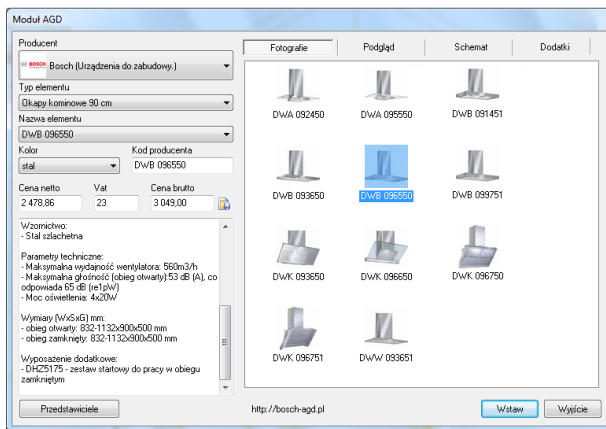 Moduł AGD
Producent
BOSCH Bosch (Urządzenia do zabudowy.)
Typ elementu
Okapy kominowe 90 cm
Nazwa elementu
DWB 096550
Kolor Kod producenta
stal DWB 096550
Cena netto Vat Cena brutto
2 478,86 23 3 049,00
Wzornictwo:
- Stal szlachetna
Parametry techniczne:
- Maksymalna wydajność wentylatora: 560m3/h
- Maksymalna głośność (obieg otwarty):53 dB (A), co
odpowiada 65 dB (re1pW)
- Moc oświetlenia: 4x20W
Wymiary (WxSxG) mm:
- obieg otwarty: 832-1132x900x500 mm
- obieg zamknięty: 832-1132x900x500 mm
Wyposażenie dodatkowe:
- DHZ5175 - zestaw startowy do pracy w obiegu
zamkniętym
Przedstawiciele
Fotografie Podgląd Schemat Dodatki
DWA 092450 DWA 095550 DWB 091451
DWB 093650 DWB 096550 DWB 099751
DWK 093650 DWK 096650 DWK 096750
DWK 096751 DWW 093651
http://bosch-agd.pl
Wstaw Wyjście